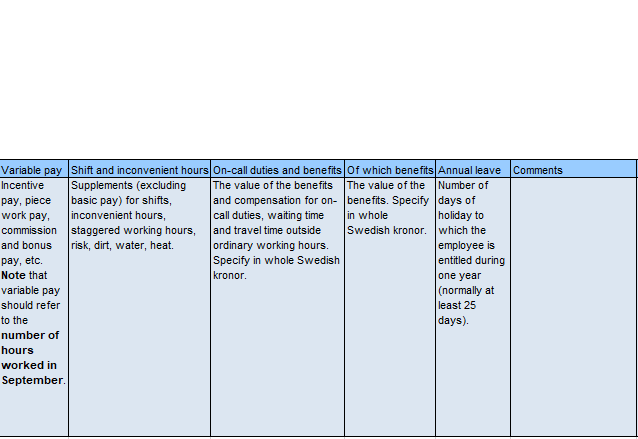 Variable pay
Shift and inconvenient hours
On-call duties and benefits
Of which benefits
Annual leave
Comments
Incentive
pay, piece
work pay,
commission
and bonus
pay, etc.
Note that
variable pay
should refer
to the
number of
hours
worked in
September.
Supplements (excluding
basic pay) for shifts,
inconvenient hours,
staggered working hours,
risk, dirt, water, heat.
The value of the benefits
and compensation for on-
call duties, waiting time
and travel time outside
ordinary working hours.
Specify in whole Swedish
kronor.
The value of the
benefits. Specify
in whole
Swedish kronor.
Number of
days of
holiday to
which the
employee is
entitled during
one year
(normally at
least 25
days).